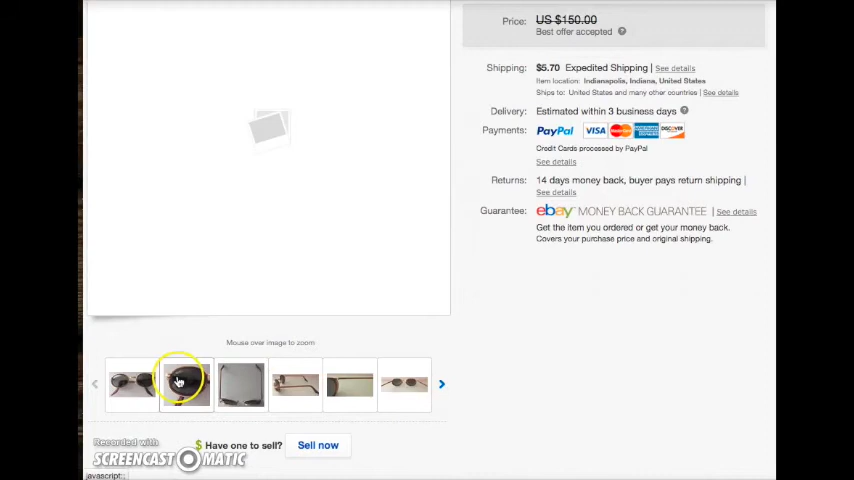 Price: US $150.00
Best offer accepted
Shipping: $5.70 Expedited Shipping | See details
Item location: Indianapolis, Indiana, United States
Ships to: United States and many other countries | See details
Delivery: Estimated within 3 business days
Payments: PayPal VISA MasterCard AMERICAN EXPRESS DISCOVER
Credit Cards processed by PayPal
See details
Returns: 14 days money back, buyer pays return shipping |
See details
Guarantee: ebay MONEY BACK GUARANTEE | See details
Get the item you ordered or get your money back.
Covers your purchase price and original shipping.
Mouse over image to zoom
$ Have one to sell? Sell now
Recorded with
SCREENCAST MATIC
javascript:;